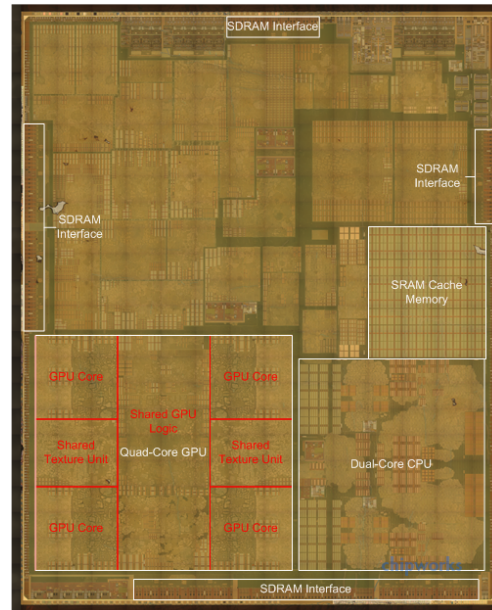 SDRAM Interface
SDRAM
Interface
SDRAM
Interface
SRAM Cache
Memory
GPU Core
GPU Core
Shared GPU
Logic
Shared
Texture Unit
Quad-Core GPU
Shared
Texture Unit
Dual-Core CPU
GPU Core
GPU Core
SDRAM Interface